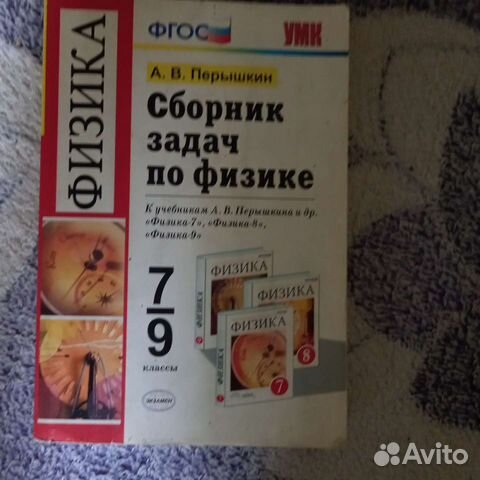 ФГОС
УМК
ФИЗИКА
А. В. Перышкин
Сборник
задач
по физике
К учебникам А. В. Перышкина и др.
«Физика-7», «Физика-8»,
«Физика-9»
7
9
классы
ФИЗИКА
ФИЗИКА
ФИЗИКА
8
7
ЭКЗАМЕН
Avito